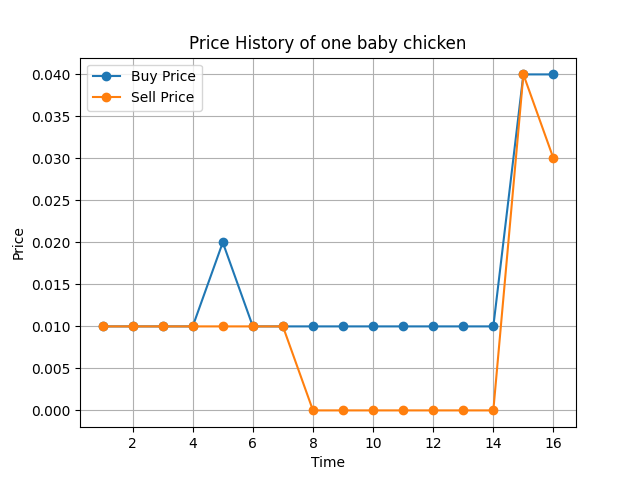 Price History of one baby chicken
Buy Price
Sell Price
0.040
0.035
0.030
0.025
0.020
0.015
0.010
0.005
0.000
Price
2 4 6 8 10 12 14 16
Time